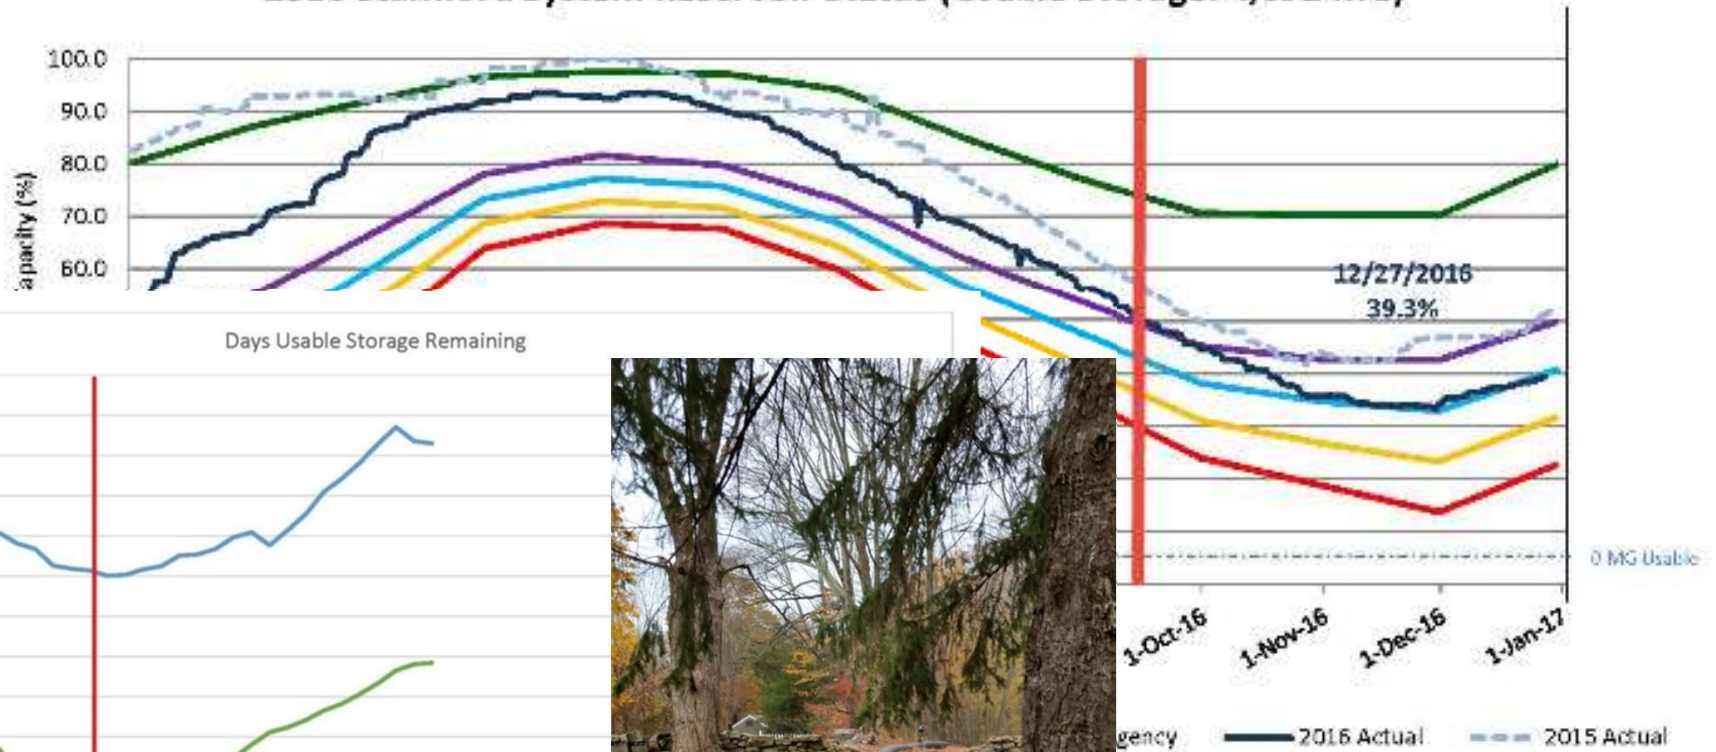 100.0
90.0
80.0
70.0
60.0
apacity (%)
12/27/2016
39.3%
Days Usable Storage Remaining
0 MG Usable
1-Oct-16
1-Nov-16
1-Dec-16
1-Jan-17
gency
2016 Actual
2015 Actual